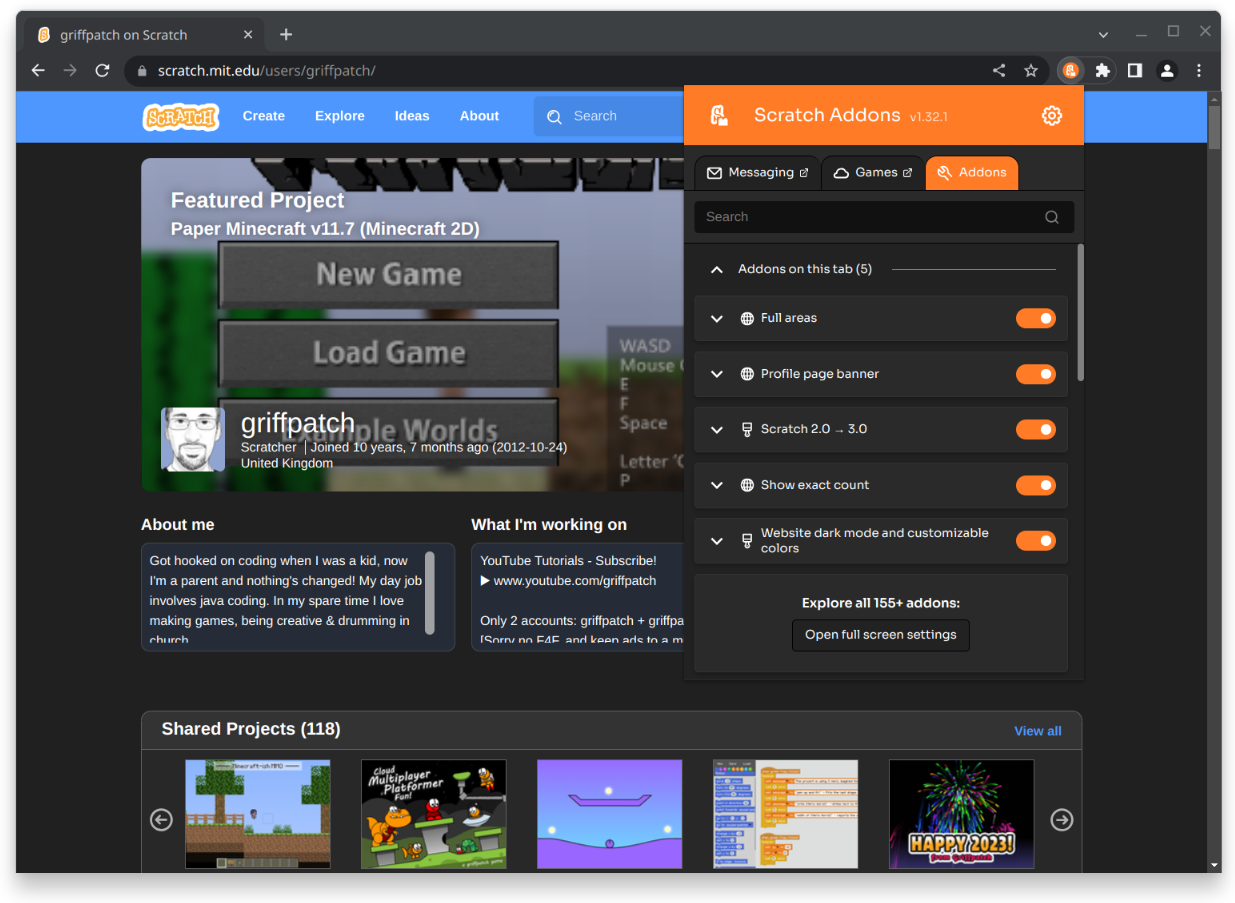 griffpatch on Scratch
scratch.mit.edu/users/griffpatch/
SCRATCH
Create
Explore
Ideas
About
Search
Scratch Addons v1.32.1
Messaging
Games
Addons
Search
Addons on this tab (5)
Full areas
Profile page banner
Scratch 2.0 → 3.0
Show exact count
Website dark mode and customizable
colors
Explore all 155+ addons:
Open full screen settings
Featured Project
Paper Minecraft v11.7 (Minecraft 2D)
New Game
Load Game
Example Worlds
WASD
Mouse
E
F
Space
Letter
P
griffpatch
Scratcher | Joined 10 years, 7 months ago (2012-10-24)
United Kingdom
About me
Got hooked on coding when I was a kid, now
I'm a parent and nothing's changed! My day job
involves java coding. In my spare time I love
making games, being creative & drumming in
church
What I'm working on
YouTube Tutorials - Subscribe!
▶ www.youtube.com/griffpatch
Only 2 accounts: griffpatch + griffpa
[Sorry no F4F, and keep ads to a m
Shared Projects (118)
View all
Minecraft-ish MMO
Cloud
Multiplayer
Platformer
Fun!
a griffpatch game
HAPPY 2023!
from Griffpatch